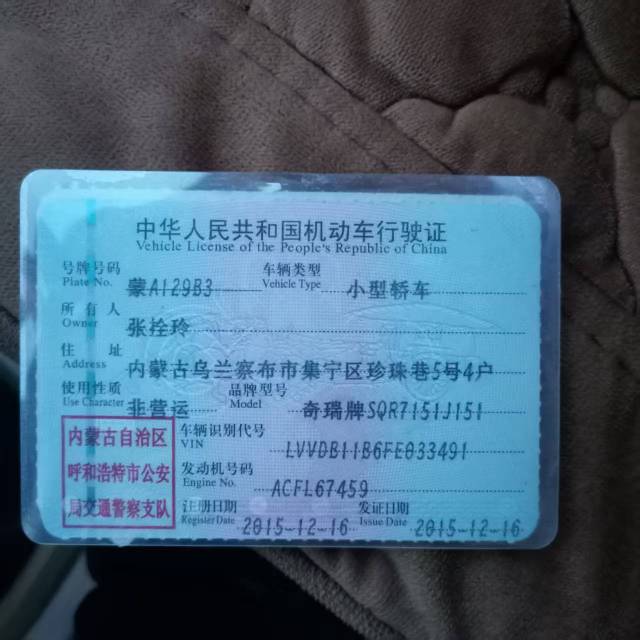 中华人民共和国机动车行驶证
Vehicle License of the People's Republic of China
号牌号码 蒙A129B3 车辆类型 小型轿车
Plate No. Vehicle Type
所有人 张拴玲
Owner
住址 内蒙古乌兰察布市集宁区珍珠巷5号4户
Address
使用性质 非营运 品牌型号 奇瑞牌SQR7151J151
Use Character Model
内蒙古自治区
呼和浩特市公安
局交通警察支队
车辆识别代号 LVVDB11B6FE033491
VIN
发动机号码 ACFL67459
Engine No.
注册日期 2015-12-16 发证日期 2015-12-16
Register Date Issue Date